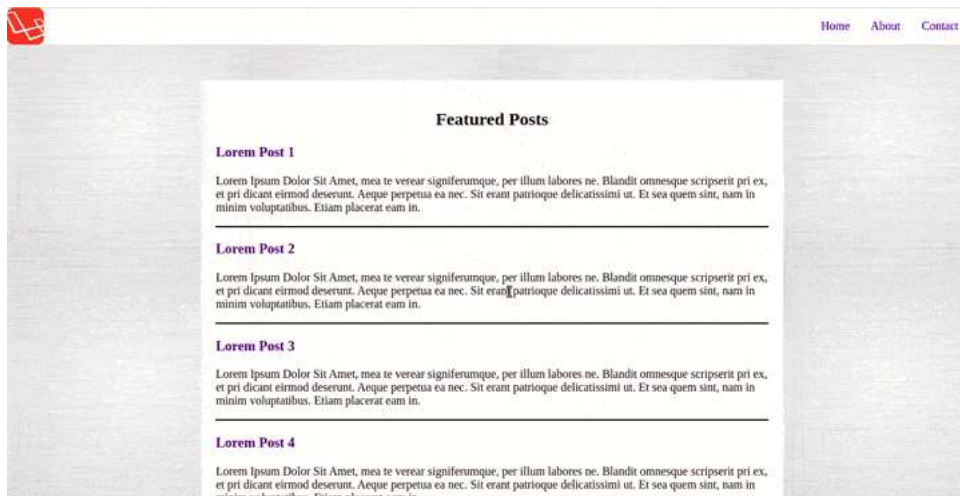 Home About Contact
Featured Posts
Lorem Post 1
Lorem Ipsum Dolor Sit Amet, mea te verear signiferumque, per illum labores ne. Blandit omnesque scripserit pri ex,
et pri dicant eirmod deserunt. Aeque perpetua ea nec. Sit erant patrioque delicatissimi ut. Et sea quem sint, nam in
minim voluptatibus. Etiam placerat eam in.
Lorem Post 2
Lorem Ipsum Dolor Sit Amet, mea te verear signiferumque, per illum labores ne. Blandit omnesque scripserit pri ex,
et pri dicant eirmod deserunt. Aeque perpetua ea nec. Sit erant patrioque delicatissimi ut. Et sea quem sint, nam in
minim voluptatibus. Etiam placerat eam in.
Lorem Post 3
Lorem Ipsum Dolor Sit Amet, mea te verear signiferumque, per illum labores ne. Blandit omnesque scripserit pri ex,
et pri dicant eirmod deserunt. Aeque perpetua ea nec. Sit erant patrioque delicatissimi ut. Et sea quem sint, nam in
minim voluptatibus. Etiam placerat eam in.
Lorem Post 4
Lorem Ipsum Dolor Sit Amet, mea te verear signiferumque, per illum labores ne. Blandit omnesque scripserit pri ex,
et pri dicant eirmod deserunt. Aeque perpetua ea nec. Sit erant patrioque delicatissimi ut. Et sea quem sint, nam in